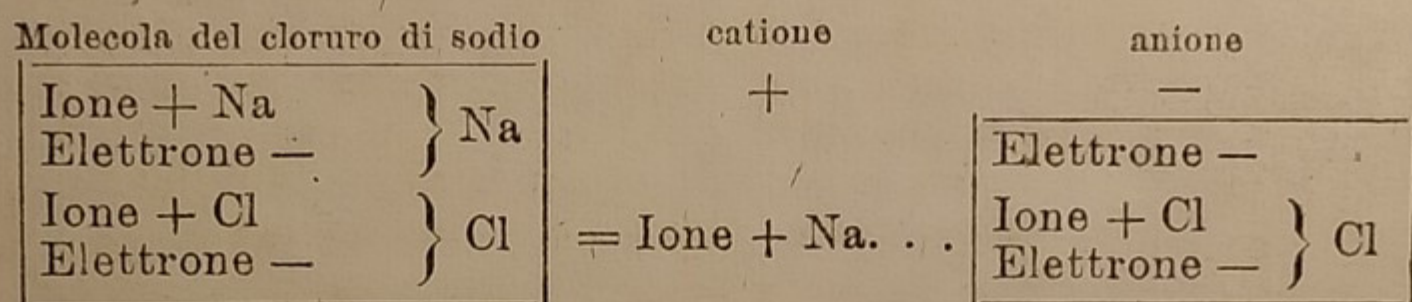 Molecola del cloruro di sodio catione anione
+ —
Ione + Na } Na
Elettrone —
Elettrone —
Ione + Cl } Cl = Ione + Na. . . Ione + Cl } Cl
Elettrone — Elettrone —